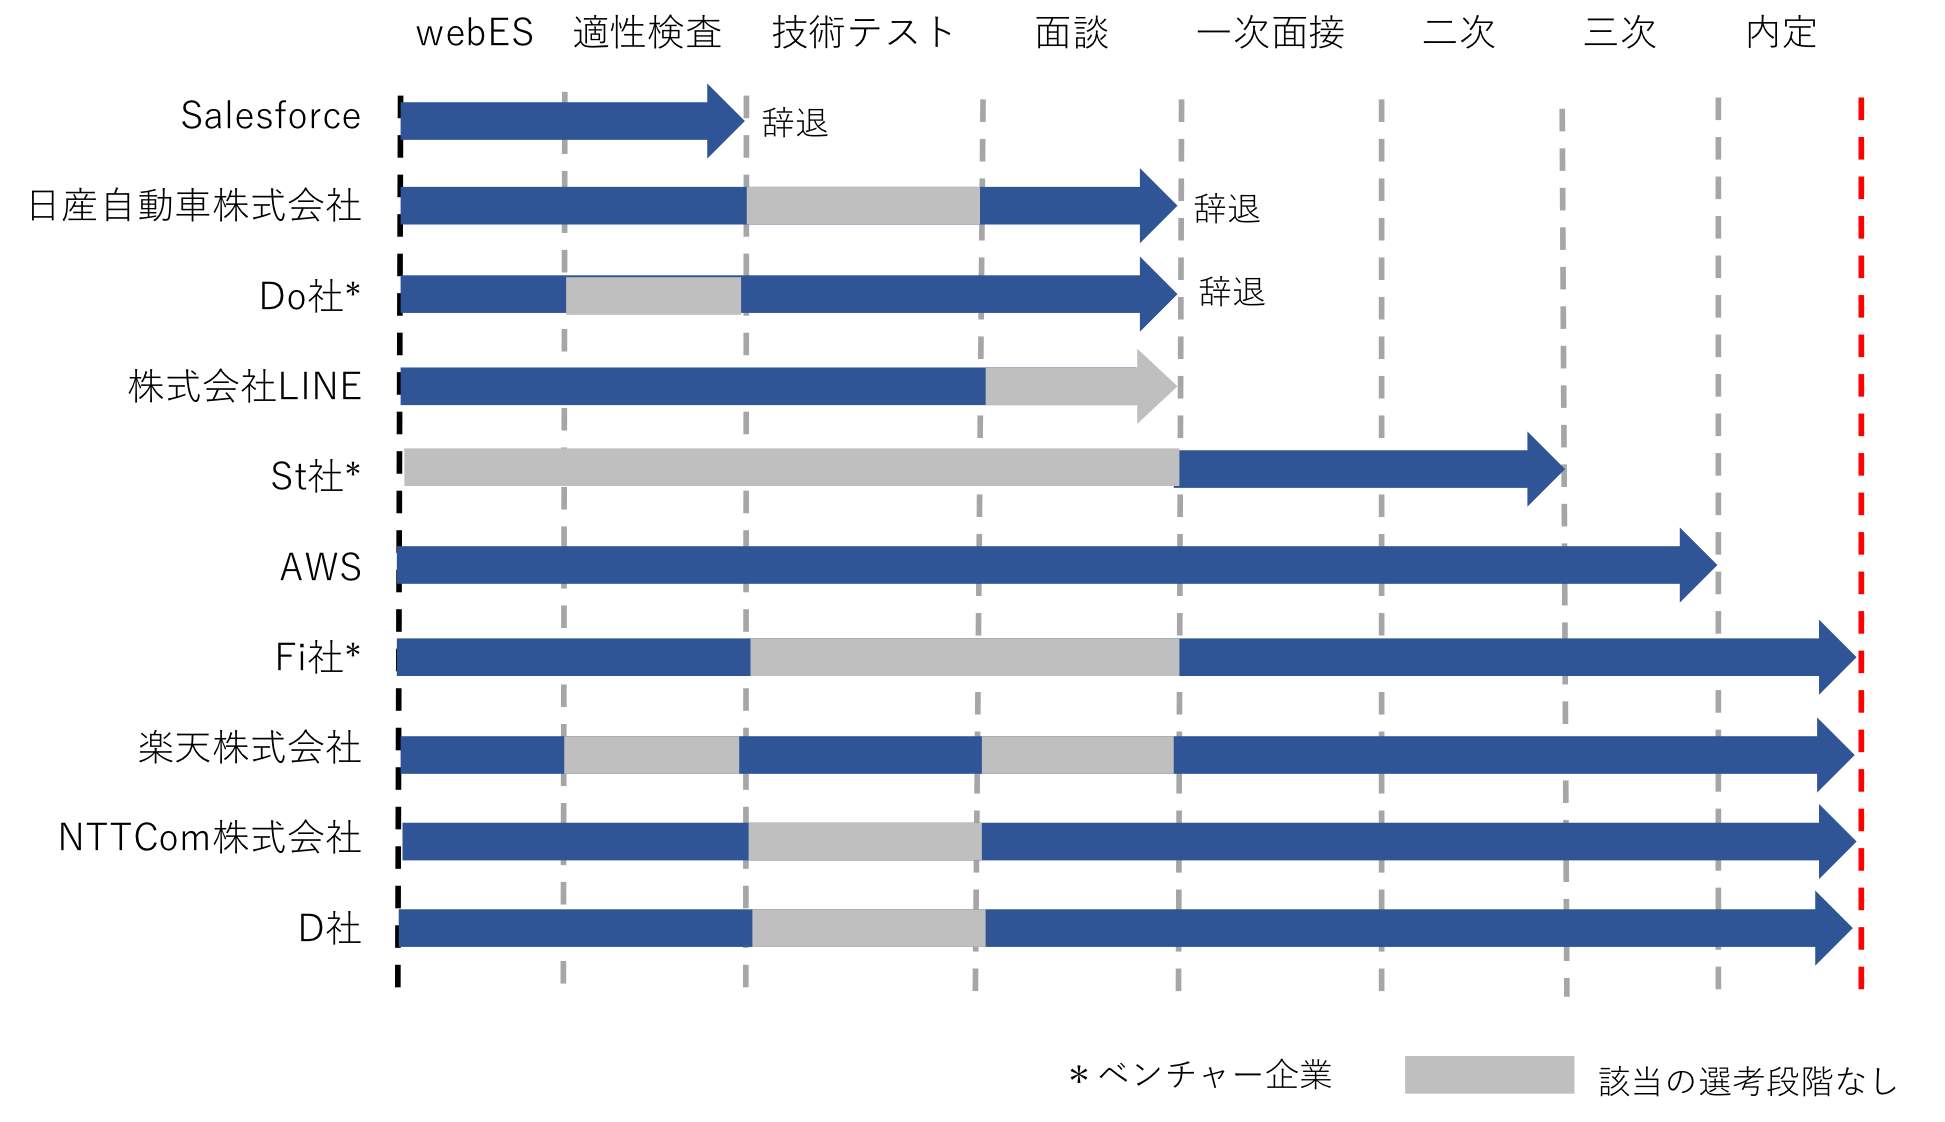 webES 適性検査 技術テスト 面談 一次面接 二次 三次 内定
Salesforce 辞退
日産自動車株式会社 辞退
Do社* 辞退
株式会社LINE
St社*
AWS
Fi社*
楽天株式会社
NTTCom株式会社
D社
*ベンチャー企業 該当の選考段階なし